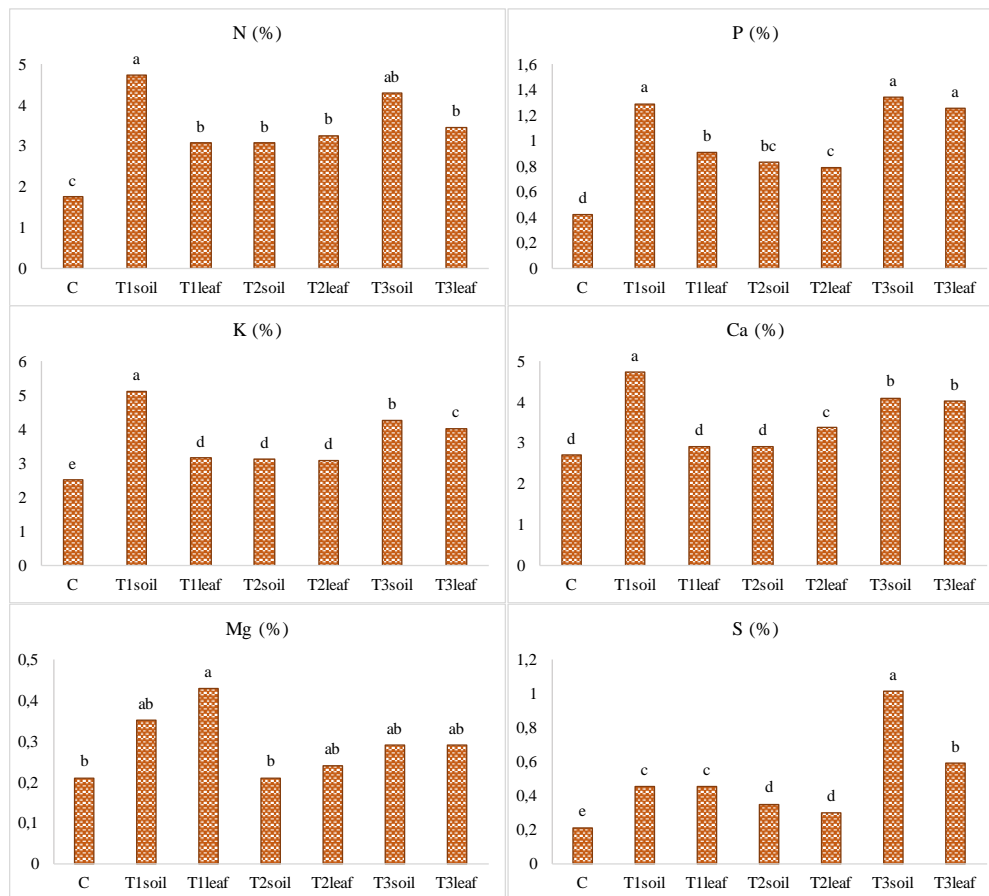 N (%)
5
4
3
2
1
0
c
a
b
b
b
ab
b
C T1soil T1leaf T2soil T2leaf T3soil T3leaf
P (%)
1,6
1,4
1,2
1
0,8
0,6
0,4
0,2
0
d
a
b
bc
c
a
a
C T1soil T1leaf T2soil T2leaf T3soil T3leaf
K (%)
6
5
4
3
2
1
0
e
a
d
d
d
b
c
C T1soil T1leaf T2soil T2leaf T3soil T3leaf
Ca (%)
5
4
3
2
1
0
d
a
d
d
c
b
b
C T1soil T1leaf T2soil T2leaf T3soil T3leaf
Mg (%)
0,5
0,4
0,3
0,2
0,1
0
b
ab
a
b
ab
ab
ab
C T1soil T1leaf T2soil T2leaf T3soil T3leaf
S (%)
1,2
1
0,8
0,6
0,4
0,2
0
e
c
c
d
d
a
b
C T1soil T1leaf T2soil T2leaf T3soil T3leaf